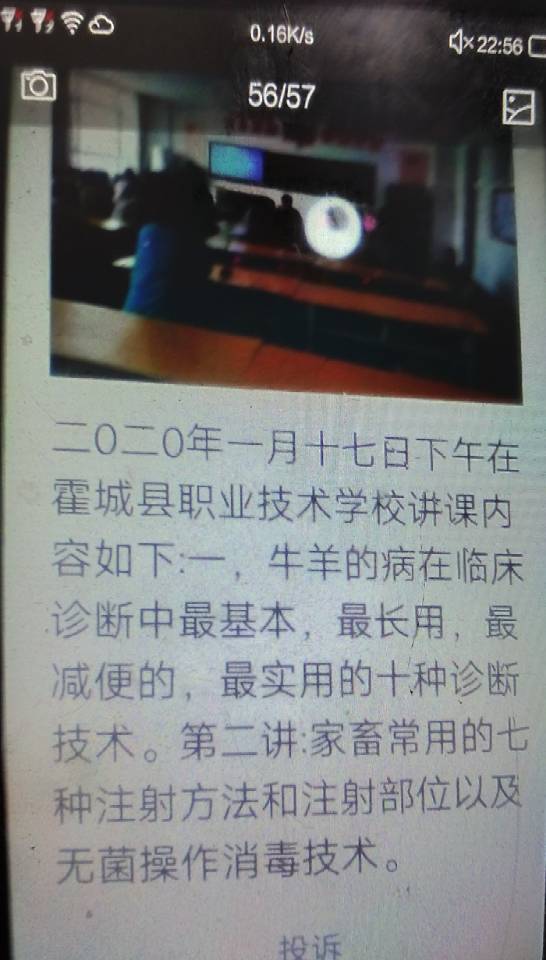 0.16K/s
22:56
56/57
二0二0年一月十七日下午在
霍城县职业技术学校讲课内
容如下:一，牛羊的病在临床
诊断中最基本，最长用，最
减便的，最实用的十种诊断
技术。第二讲:家畜常用的七
种注射方法和注射部位以及
无菌操作消毒技术。
投诉